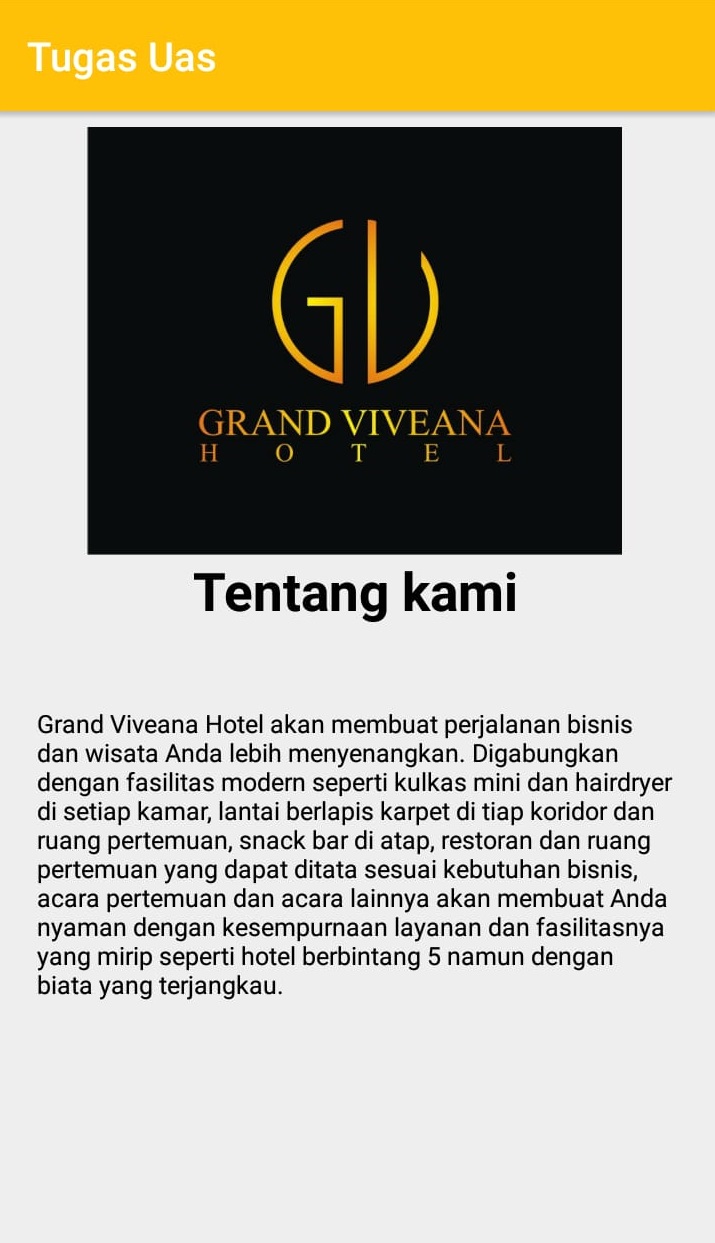 Tugas Uas
GV
GRAND VIVEANA
H O T E L
Tentang kami
Grand Viveana Hotel akan membuat perjalanan bisnis
dan wisata Anda lebih menyenangkan. Digabungkan
dengan fasilitas modern seperti kulkas mini dan hairdryer
di setiap kamar, lantai berlapis karpet di tiap koridor dan
ruang pertemuan, snack bar di atap, restoran dan ruang
pertemuan yang dapat ditata sesuai kebutuhan bisnis,
acara pertemuan dan acara lainnya akan membuat Anda
nyaman dengan kesempurnaan layanan dan fasilitasnya
yang mirip seperti hotel berbintang 5 namun dengan
biata yang terjangkau.